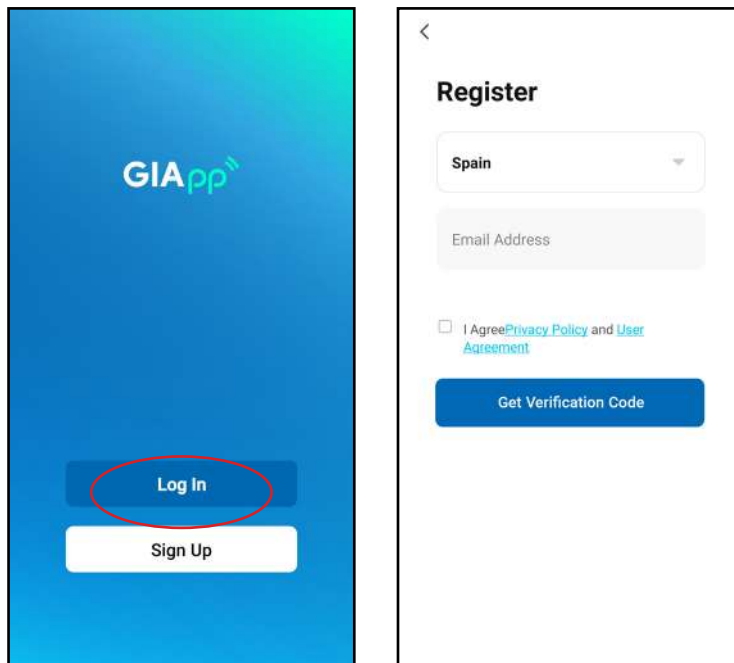 GIApp
Log In
Sign Up
Register
Spain
Email Address
I AgreePrivacy Policy and User
Agreement
Get Verification Code